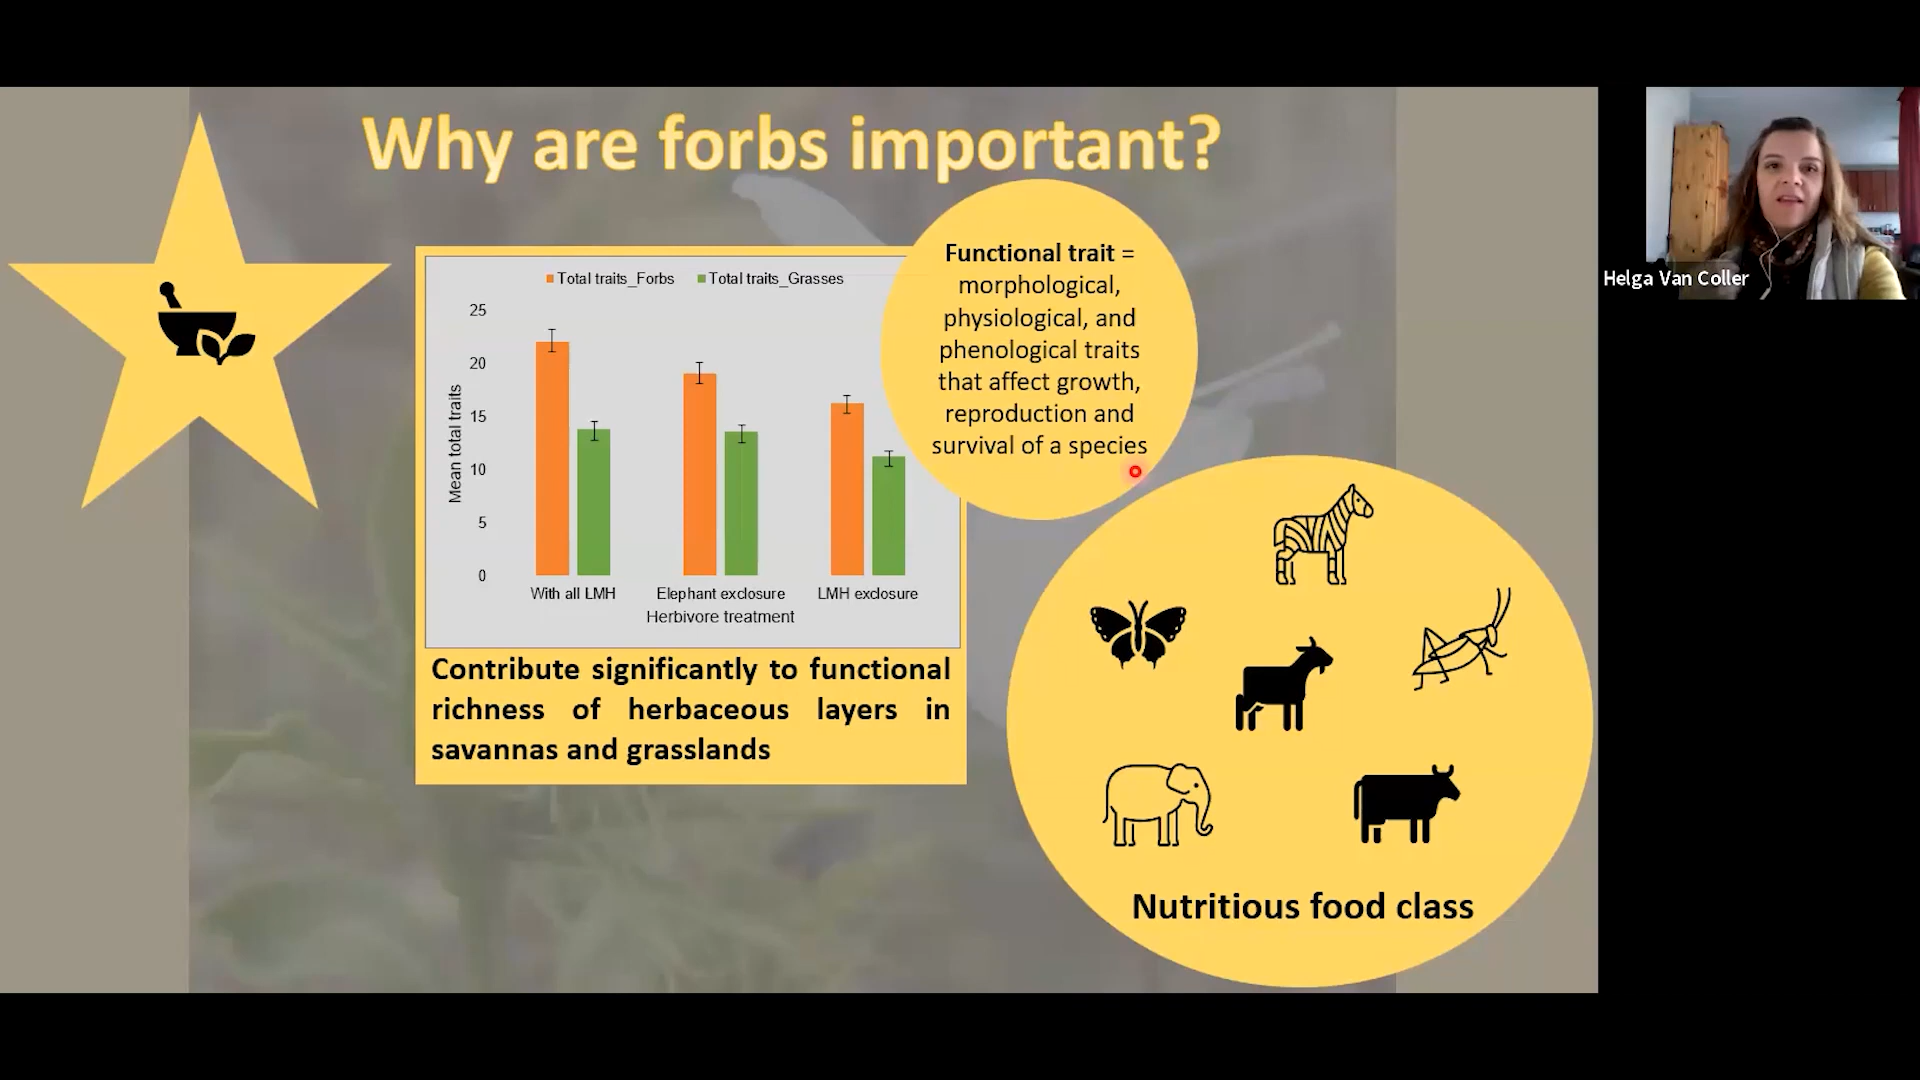 Why are forbs important?
Total traits_Forbs
Total traits_Grasses
25
20
15
10
5
0
Mean total traits
With all LMH
Elephant exclosure
LMH exclosure
Herbivore treatment
Contribute significantly to functional
richness of herbaceous layers in
savannas and grasslands
Functional trait =
morphological,
physiological, and
phenological traits
that affect growth,
reproduction and
survival of a species
Nutritious food class
Helga Van Coller